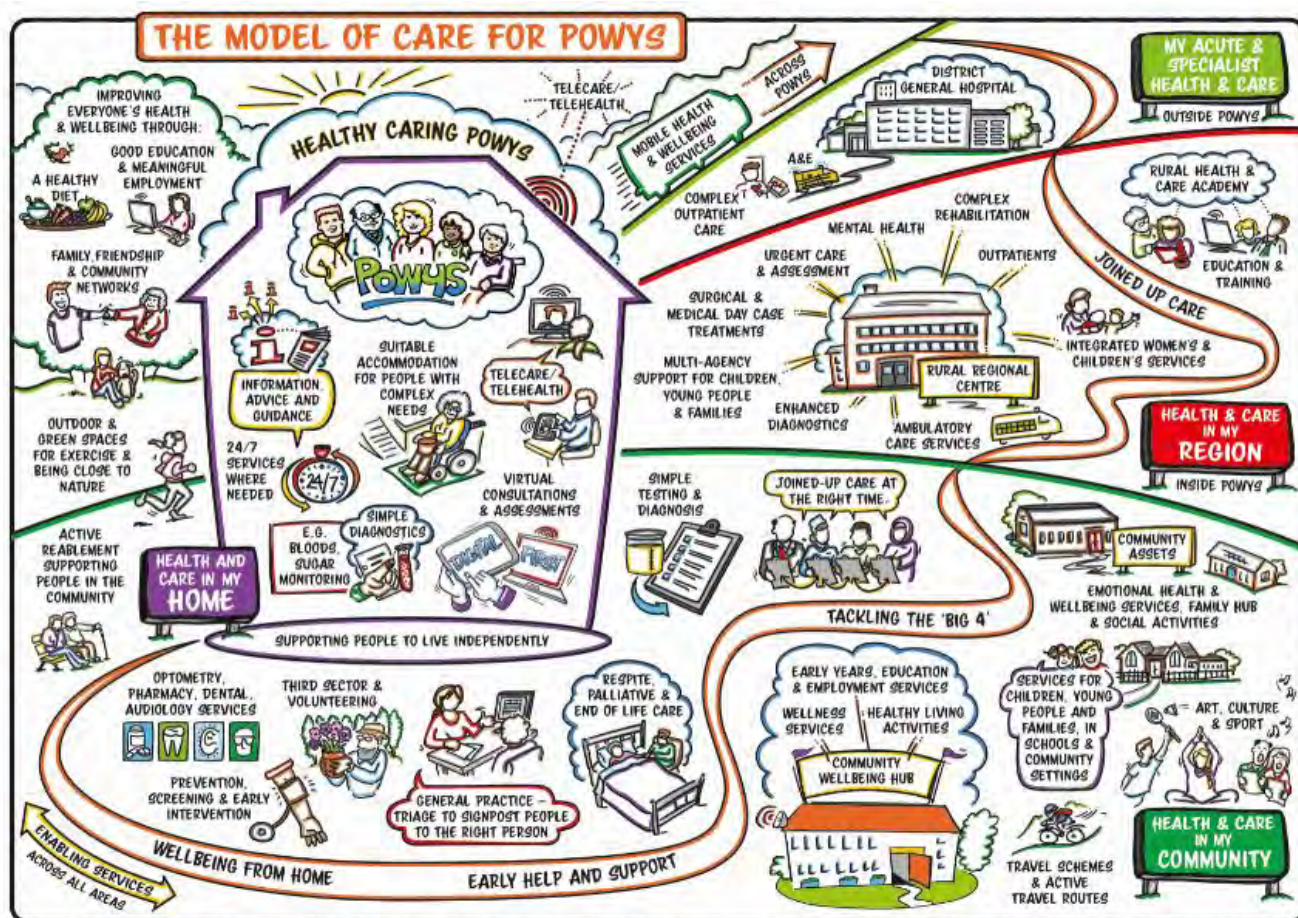 THE MODEL OF CARE FOR POWYS
IMPROVING
EVERYONE'S HEALTH
& WELLBEING THROUGH:
GOOD EDUCATION
& MEANINGFUL
EMPLOYMENT
A HEALTHY
DIET
FAMILY, FRIENDSHIP
& COMMUNITY
NETWORKS
OUTDOOR &
GREEN SPACES
FOR EXERCISE &
BEING CLOSE TO
NATURE
ACTIVE
REABLEMENT
SUPPORTING
PEOPLE IN THE
COMMUNITY
HEALTHY CARING POWYS
TELECARE/
TELEHEALTH
POWYS
i i i
i
INFORMATION,
ADVICE AND
GUIDANCE
SUITABLE
ACCOMMODATION
FOR PEOPLE WITH
COMPLEX
NEEDS
TELECARE/
TELEHEALTH
24/7
SERVICES
WHERE
NEEDED
24/7
VIRTUAL
CONSULTATIONS
& ASSESSMENTS
E.G.
BLOODS,
SUGAR
MONITORING
SIMPLE
DIAGNOSTICS
DIGITAL
FIRST
HEALTH AND
CARE IN MY
HOME
SUPPORTING PEOPLE TO LIVE INDEPENDENTLY
MOBILE HEALTH
& WELLBEING
SERVICES
ACROSS
POWYS
DISTRICT
GENERAL HOSPITAL
A&E
COMPLEX
OUTPATIENT
CARE
MY ACUTE &
SPECIALIST
HEALTH & CARE
OUTSIDE POWYS
RURAL HEALTH &
CARE ACADEMY
EDUCATION &
TRAINING
JOINED UP CARE
MENTAL HEALTH
COMPLEX
REHABILITATION
URGENT CARE
& ASSESSMENT
OUTPATIENTS
SURGICAL &
MEDICAL DAY CASE
TREATMENTS
INTEGRATED WOMEN'S &
CHILDREN'S SERVICES
MULTI-AGENCY
SUPPORT FOR CHILDREN,
YOUNG PEOPLE
& FAMILIES
RURAL REGIONAL
CENTRE
ENHANCED
DIAGNOSTICS
AMBULATORY
CARE SERVICES
HEALTH & CARE
IN MY
REGION
INSIDE POWYS
SIMPLE
TESTING &
DIAGNOSIS
JOINED-UP CARE AT
THE RIGHT TIME.
COMMUNITY
ASSETS
EMOTIONAL HEALTH &
WELLBEING SERVICES, FAMILY HUB
& SOCIAL ACTIVITIES
TACKLING THE 'BIG 4'
OPTOMETRY,
PHARMACY, DENTAL,
AUDIOLOGY SERVICES
THIRD SECTOR &
VOLUNTEERING
PREVENTION,
SCREENING & EARLY
INTERVENTION
GENERAL PRACTICE –
TRIAGE TO SIGNPOST PEOPLE
TO THE RIGHT PERSON
RESPITE,
PALLIATIVE &
END OF LIFE CARE
EARLY YEARS, EDUCATION
& EMPLOYMENT SERVICES
WELLNESS
SERVICES
HEALTHY LIVING
ACTIVITIES
COMMUNITY
WELLBEING HUB
SERVICES FOR
CHILDREN, YOUNG
PEOPLE AND
FAMILIES, IN
SCHOOLS &
COMMUNITY
SETTINGS
ART, CULTURE
& SPORT
TRAVEL SCHEMES
& ACTIVE
TRAVEL ROUTES
HEALTH & CARE
IN MY
COMMUNITY
ENABLING SERVICES
ACROSS ALL AREAS
WELLBEING FROM HOME
EARLY HELP AND SUPPORT